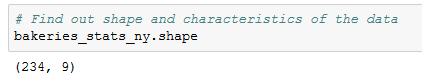 # Find out shape and characteristics of the data
bakeries_stats_ny.shape
(234, 9)